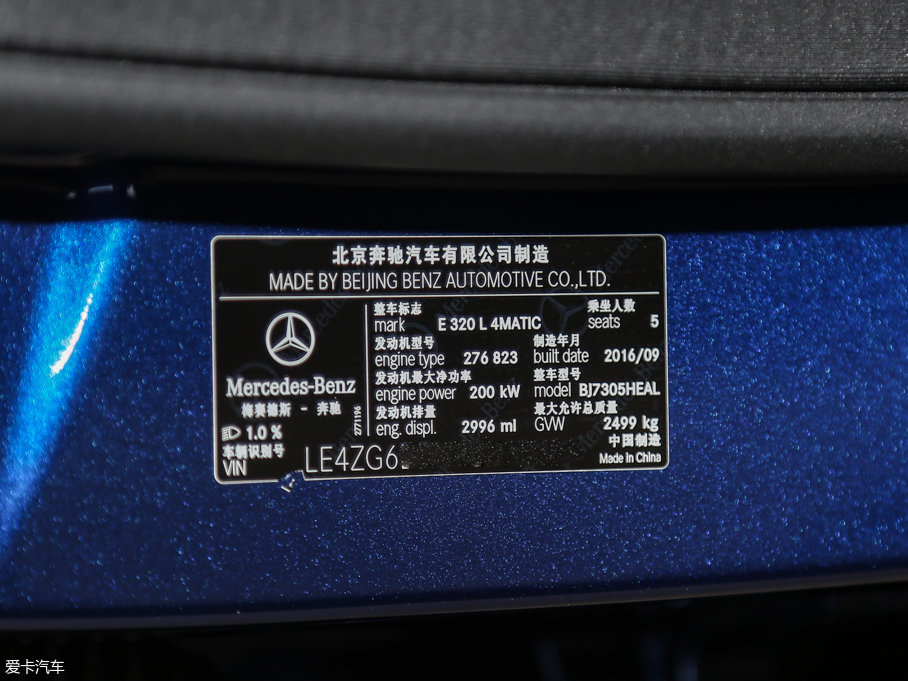 北京奔驰汽车有限公司制造
MADE BY BEIJING BENZ AUTOMOTIVE CO.,LTD.
Mercedes-Benz
梅赛德斯 - 奔驰
1.0 %
2771196
整车标志
mark E 320 L 4MATIC
乘坐人数
seats 5
发动机型号
engine type 276 823
制造年月
built date 2016/09
发动机最大净功率
engine power 200 kW
整车型号
model BJ7305HEAL
发动机排量
eng. displ. 2996 ml
最大允许总质量
GVW 2499 kg
车辆识别号
VIN LE4ZG6
中国制造
Made in China
爱卡汽车